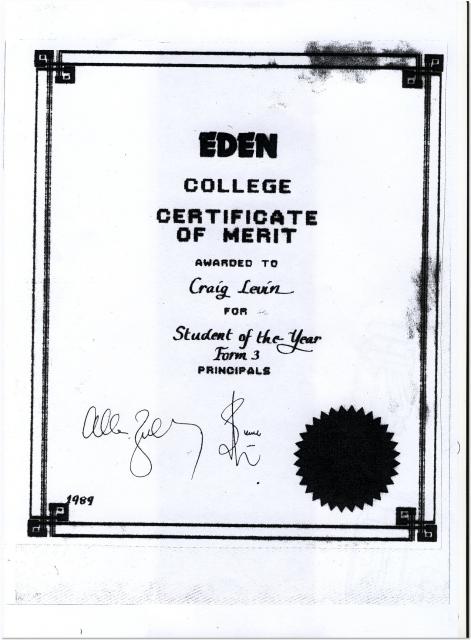 EDEN
COLLEGE
CERTIFICATE
OF MERIT
AWARDED TO
Craig Levin
FOR
Student of the Year
Form 3
PRINCIPALS
1989